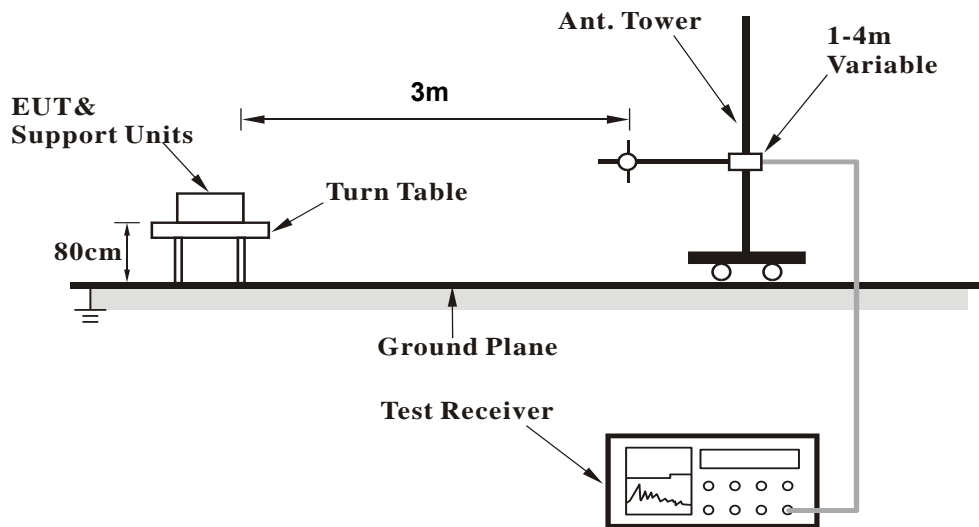 Ant. Tower
1-4m
Variable
3m
EUT&
Support Units
Turn Table
80cm
Ground Plane
Test Receiver